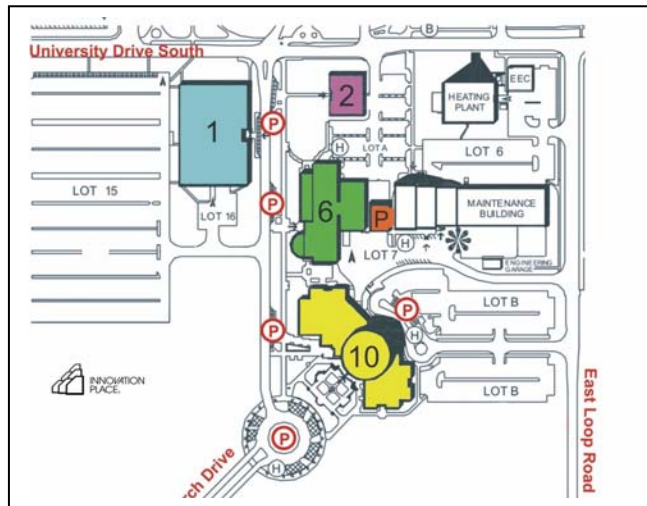 B
University Drive South
EEC
2
HEATING
PLANT
P
1
H
LOT A
LOT 6
LOT 15
P
6
P
MAINTENANCE
BUILDING
LOT 16
H
LOT 7
ENGINEERING
GARAGE
P
LOT B
P
H
10
INNOVATION
PLACE
LOT B
East Loop Road
P
H
rch Drive